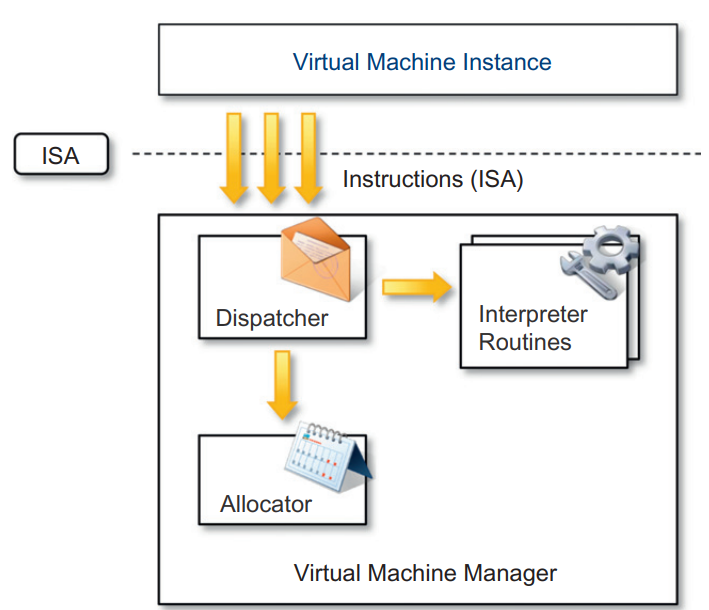 Virtual Machine Instance
ISA
Instructions (ISA)
Dispatcher
Interpreter
Routines
Allocator
Virtual Machine Manager